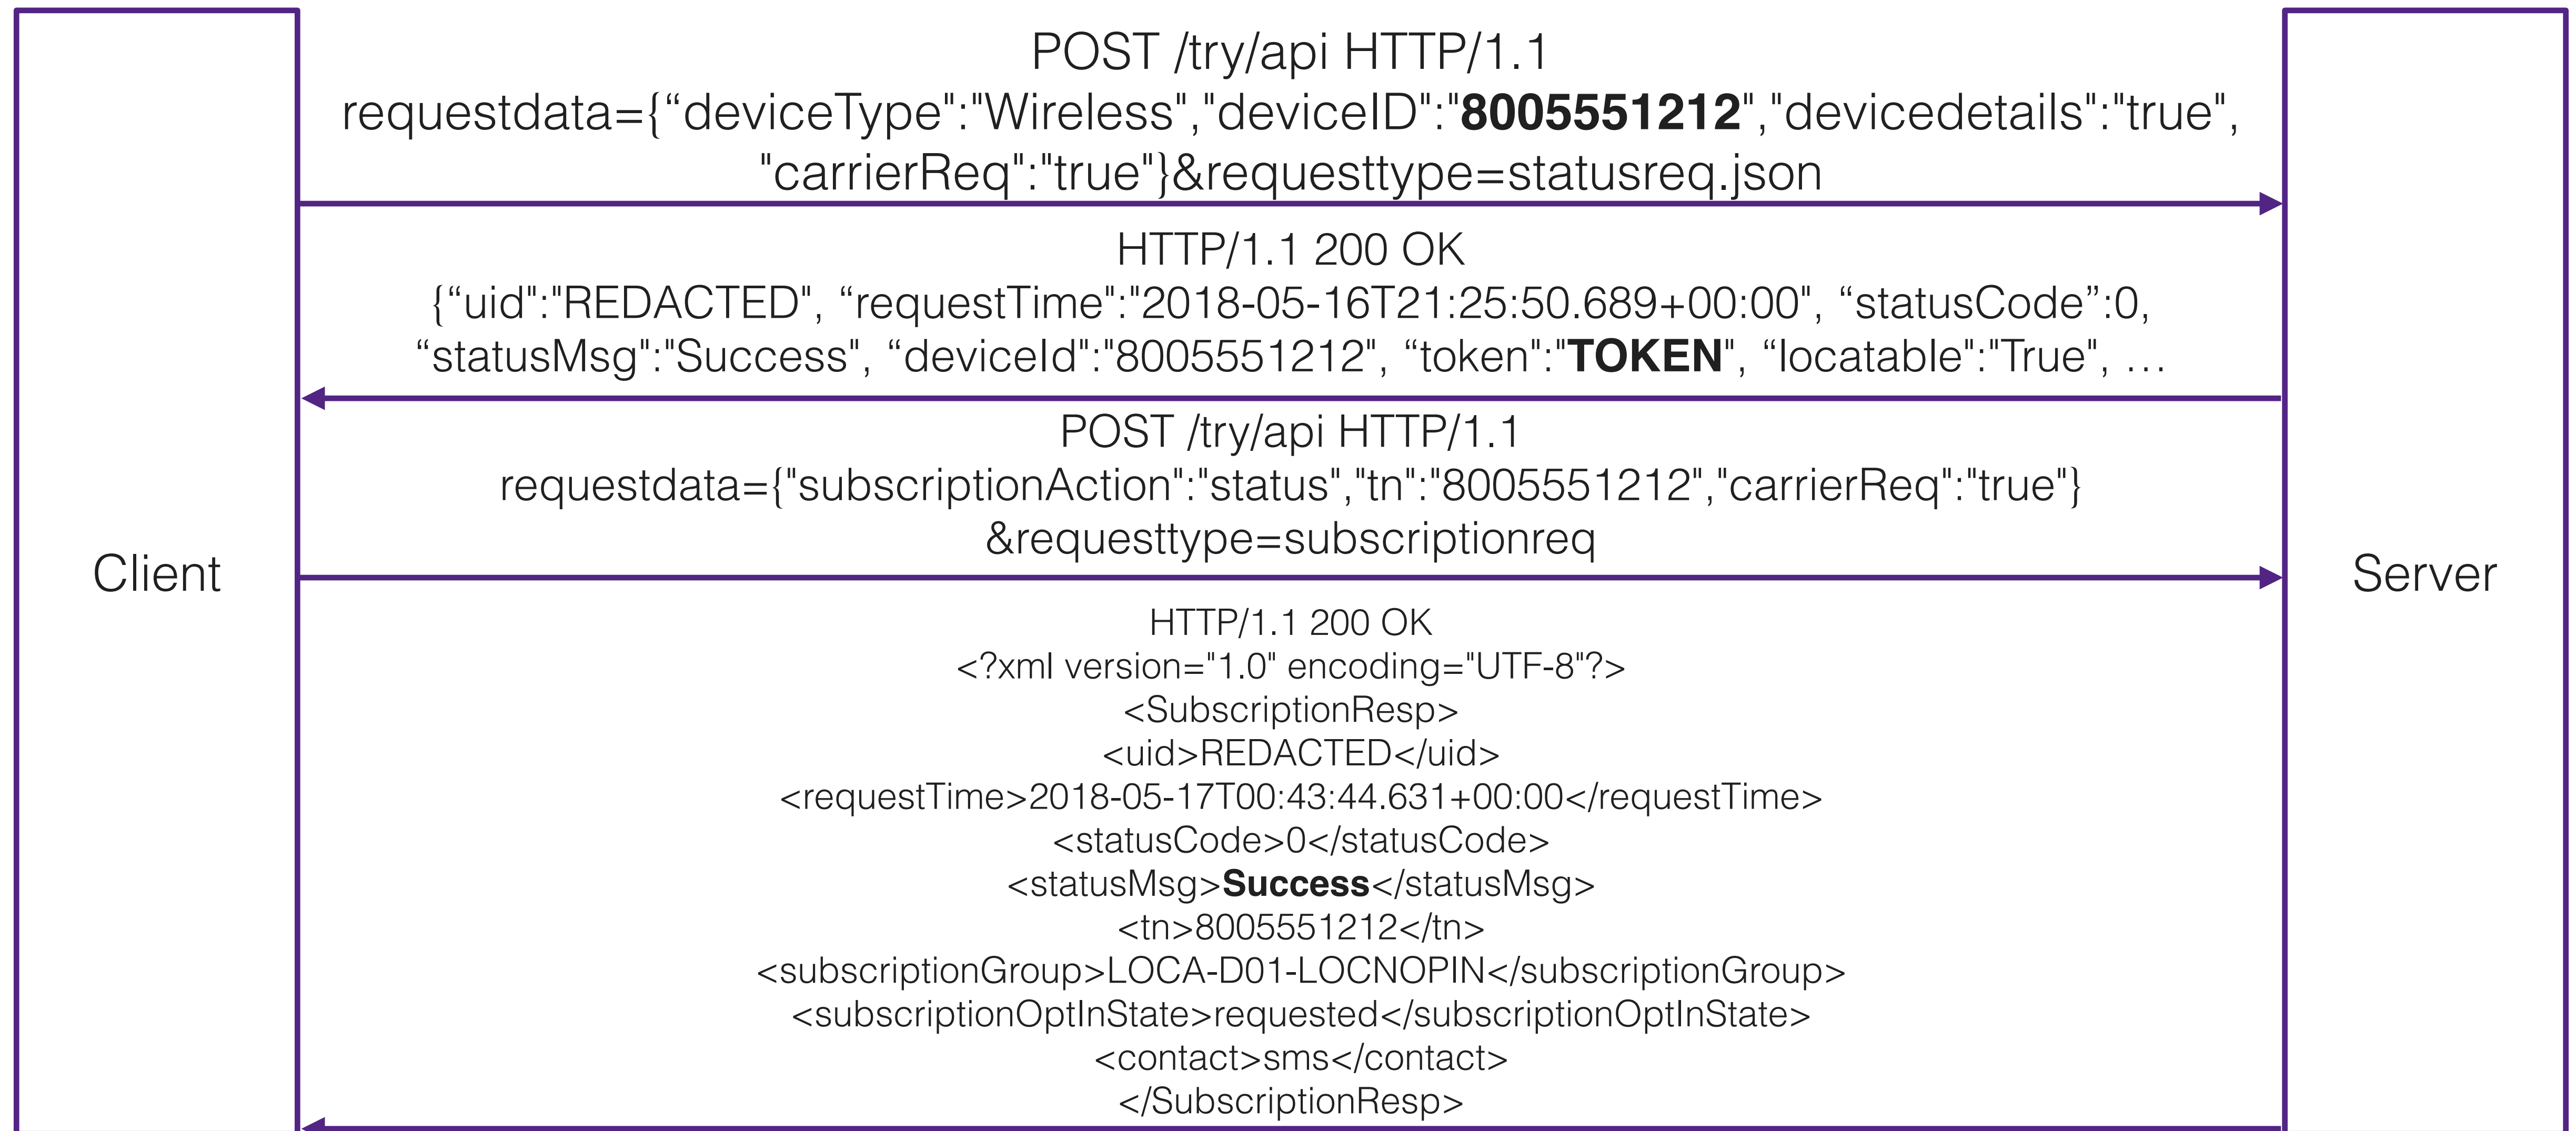 POST /try/api HTTP/1.1
requestdata={“deviceType":"Wireless","deviceID":"8005551212","devicedetails":"true",
"carrierReq":"true"}&requesttype=statusreq.json
HTTP/1.1 200 OK
{“uid":"REDACTED", “requestTime":"2018-05-16T21:25:50.689+00:00", “statusCode”:0,
“statusMsg":"Success", “deviceId":"8005551212", “token":"TOKEN", “locatable":"True", …
POST /try/api HTTP/1.1
requestdata={"subscriptionAction":"status","tn":"8005551212","carrierReq":"true"}
&requesttype=subscriptionreq
Client
Server
HTTP/1.1 200 OK
<?xml version="1.0" encoding="UTF-8"?>
<SubscriptionResp>
<uid>REDACTED</uid>
<requestTime>2018-05-17T00:43:44.631+00:00</requestTime>
<statusCode>0</statusCode>
<statusMsg>Success</statusMsg>
<tn>8005551212</tn>
<subscriptionGroup>LOCA-D01-LOCNOPIN</subscriptionGroup>
<subscriptionOptInState>requested</subscriptionOptInState>
<contact>sms</contact>
</SubscriptionResp>